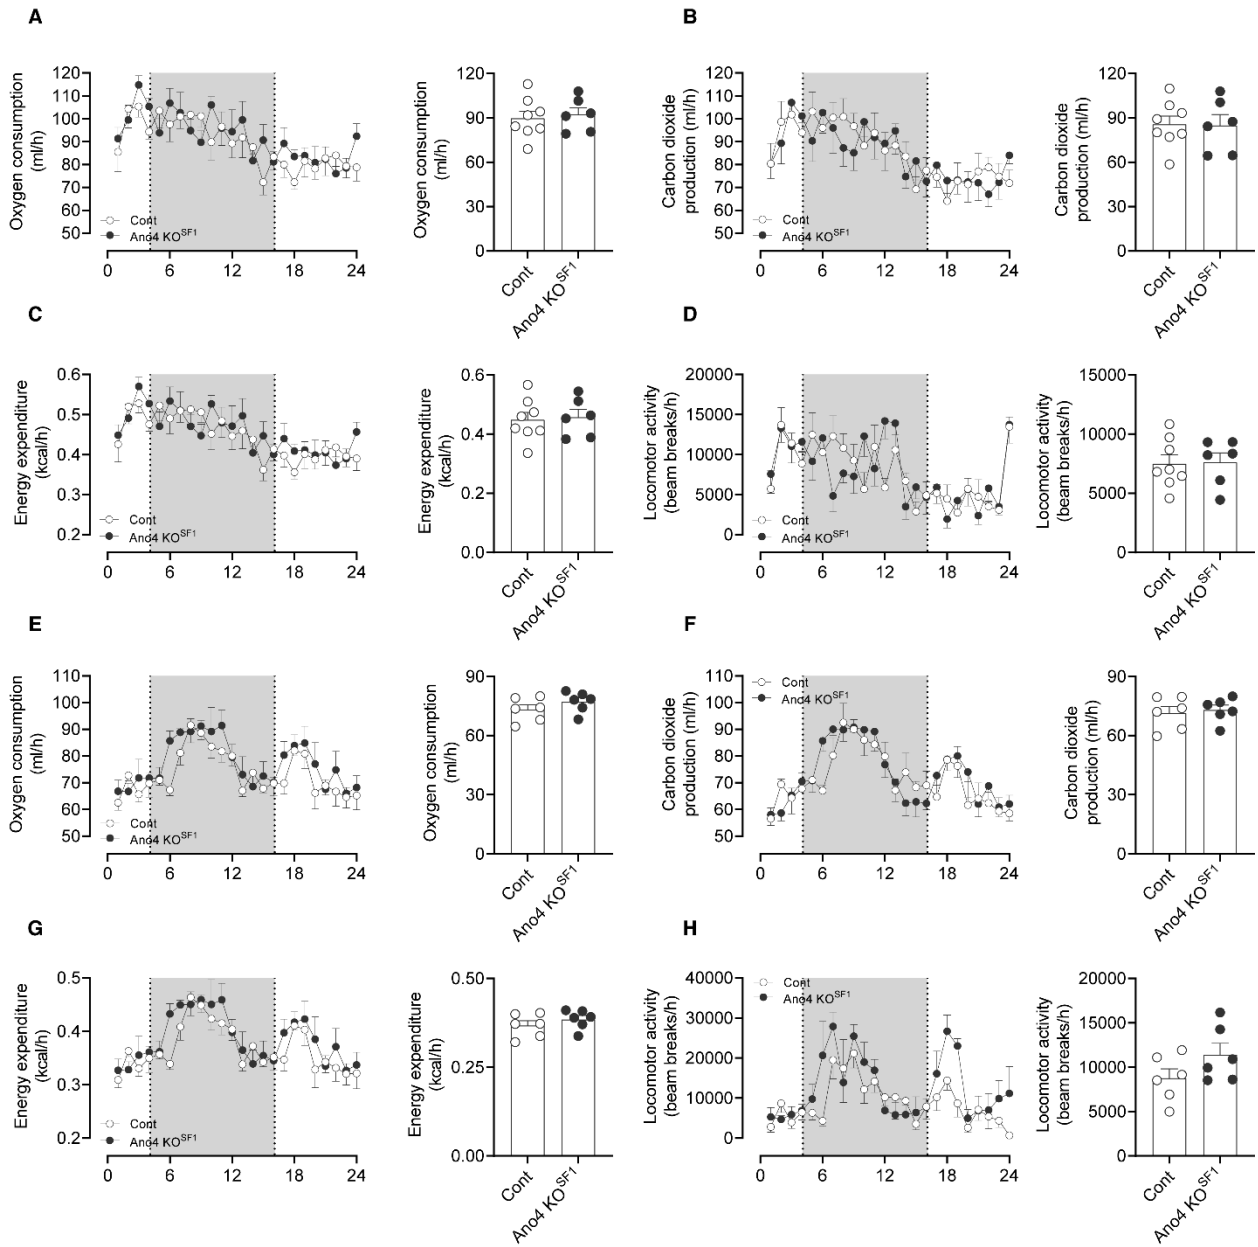 A
Oxygen consumption
(ml/h)
120
110
100
90
80
70
60
50
Cont
Ano4 KO^SF1
0 6 12 18 24
Oxygen consumption
(ml/h)
120
90
60
30
0
Cont
Ano4 KO^SF1
B
Carbon dioxide
production (ml/h)
120
110
100
90
80
70
60
50
Cont
Ano4 KO^SF1
0 6 12 18 24
Carbon dioxide
production (ml/h)
120
90
60
30
0
Cont
Ano4 KO^SF1
C
Energy expenditure
(kcal/h)
0.6
0.5
0.4
0.3
0.2
Cont
Ano4 KO^SF1
0 6 12 18 24
Energy expenditure
(kcal/h)
0.6
0.4
0.2
0.0
Cont
Ano4 KO^SF1
D
Locomotor activity
(beam breaks/h)
20000
15000
10000
5000
0
Cont
Ano4 KO^SF1
0 6 12 18 24
Locomotor activity
(beam breaks/h)
15000
10000
5000
0
Cont
Ano4 KO^SF1
E
Oxygen consumption
(ml/h)
110
100
90
80
70
60
50
Cont
Ano4 KO^SF1
0 6 12 18 24
Oxygen consumption
(ml/h)
90
60
30
0
Cont
Ano4 KO^SF1
F
Carbon dioxide
production (ml/h)
110
100
90
80
70
60
50
Cont
Ano4 KO^SF1
0 6 12 18 24
Carbon dioxide
production (ml/h)
90
60
30
0
Cont
Ano4 KO^SF1
G
Energy expenditure
(kcal/h)
0.5
0.4
0.3
0.2
Cont
Ano4 KO^SF1
0 6 12 18 24
Energy expenditure
(kcal/h)
0.50
0.25
0.00
Cont
Ano4 KO^SF1
H
Locomotor activity
(beam breaks/h)
40000
30000
20000
10000
0
Cont
Ano4 KO^SF1
0 6 12 18 24
Locomotor activity
(beam breaks/h)
20000
15000
10000
5000
0
Cont
Ano4 KO^SF1